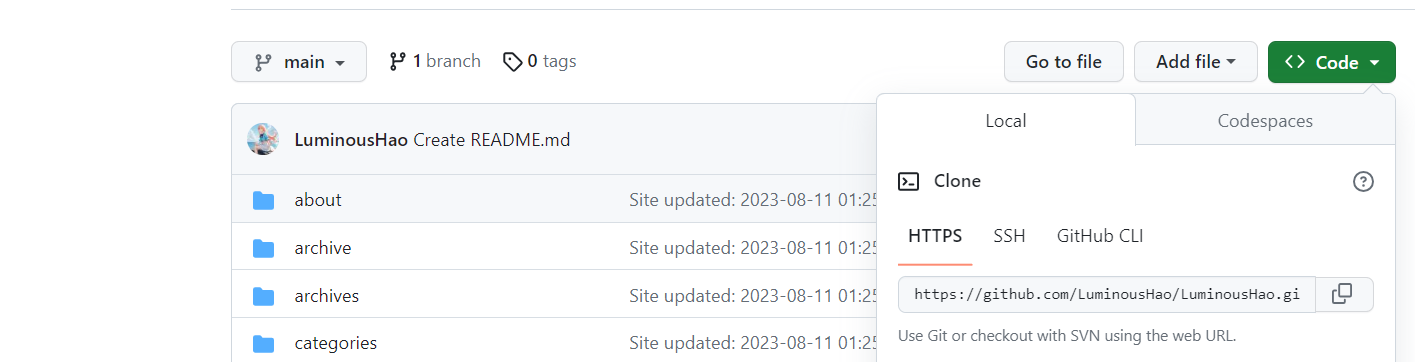 main 1 branch 0 tags Go to file Add file Code
Local Codespaces
LuminousHao Create README.md
Clone
about Site updated: 2023-08-11 01:25
HTTPS SSH GitHub CLI
archive Site updated: 2023-08-11 01:25
archives Site updated: 2023-08-11 01:25
https://github.com/LuminousHao/LuminousHao.gi
Use Git or checkout with SVN using the web URL.
categories Site updated: 2023-08-11 01:25